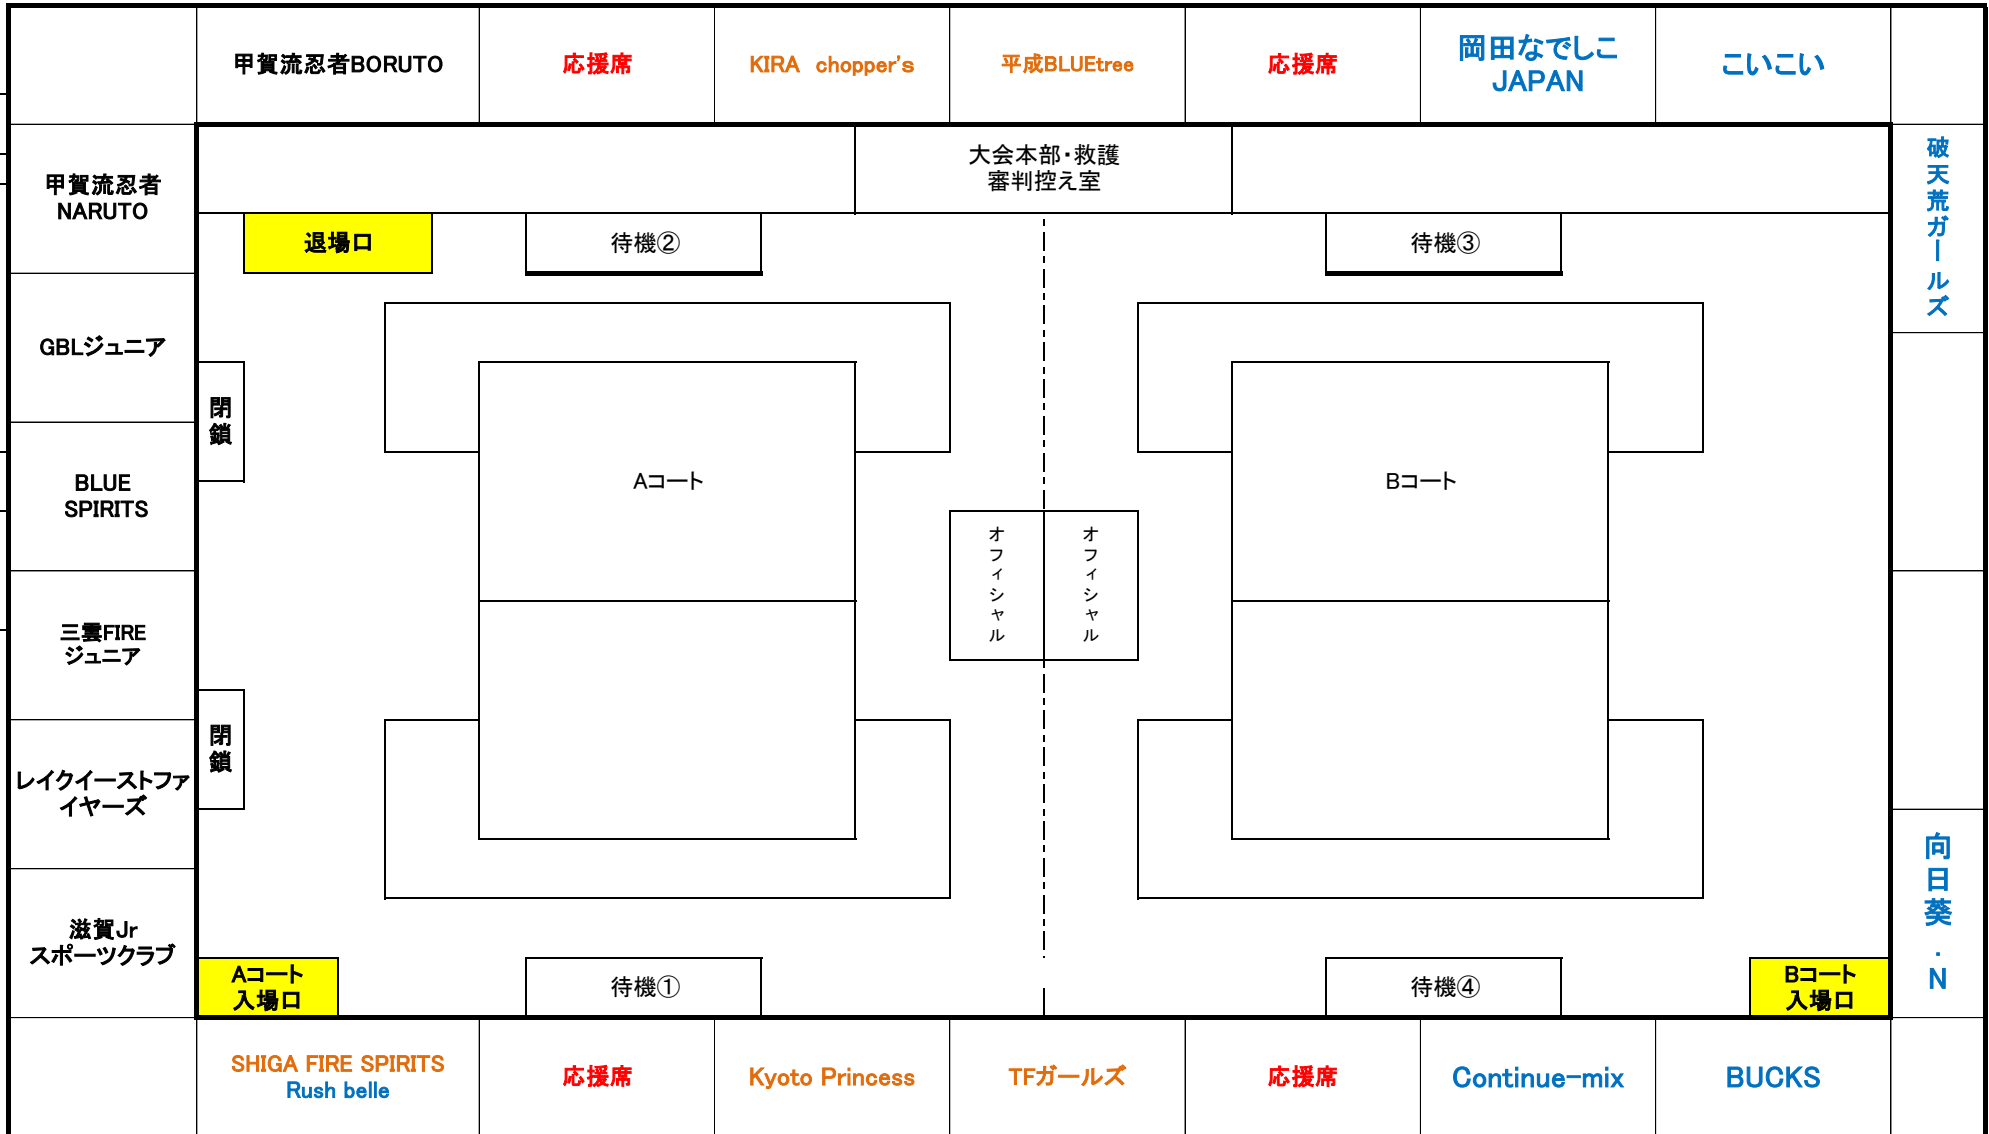 甲賀流忍者BORUTO
応援席
KIRA chopper's
平成BLUEtree
応援席
岡田なでしこ
JAPAN
こいこい
甲賀流忍者
NARUTO
大会本部・救護
審判控え室
破天荒ガールズ
退場口
待機②
待機③
GBLジュニア
閉鎖
BLUE
SPIRITS
Aコート
Bコート
オフィシャル
オフィシャル
三雲FIRE
ジュニア
閉鎖
レイクイーストファ
イヤーズ
向日葵．N
滋賀Jr
スポーツクラブ
Aコート
入場口
待機①
待機④
Bコート
入場口
SHIGA FIRE SPIRITS
Rush belle
応援席
Kyoto Princess
TFガールズ
応援席
Continue-mix
BUCKS